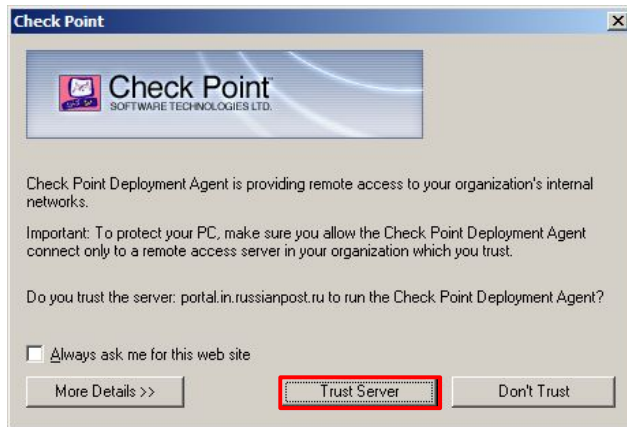 Check Point
Check Point
SOFTWARE TECHNOLOGIES LTD.
Check Point Deployment Agent is providing remote access to your organization's internal
networks.
Important: To protect your PC, make sure you allow the Check Point Deployment Agent
connect only to a remote access server in your organization which you trust.
Do you trust the server: portal.in.russianpost.ru to run the Check Point Deployment Agent?
Always ask me for this web site
More Details >>
Trust Server
Don't Trust